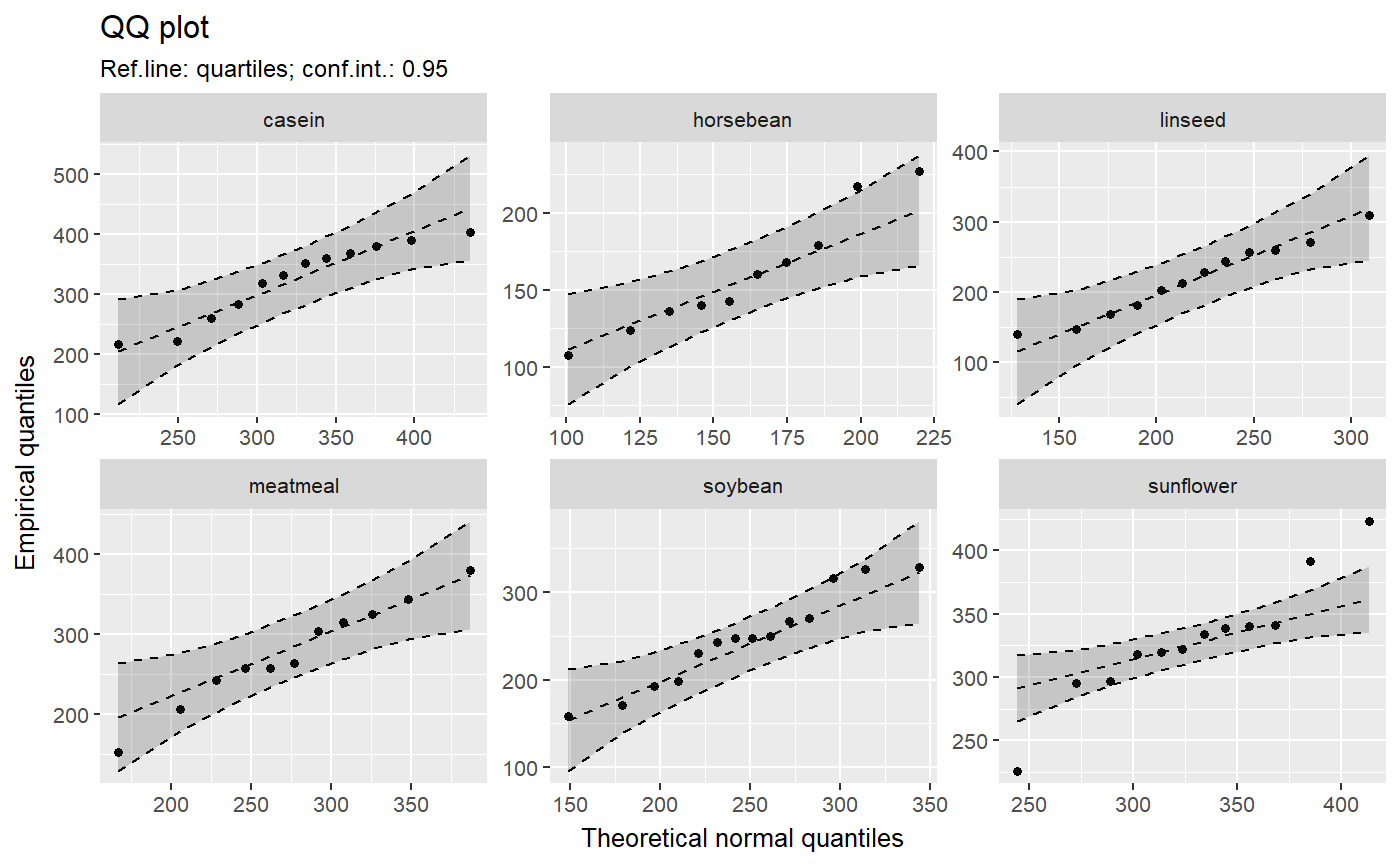 QQ plot
Ref.line: quartiles; conf.int.: 0.95
casein
horsebean
linseed
500
400
300
200
100
200
150
100
400
300
200
100
250 300 350 400
100 125 150 175 200 225
150 200 250 300
Empirical quantiles
meatmeal
soybean
sunflower
400
300
200
300
200
100
400
350
300
250
200 250 300 350
150 200 250 300 350
250 300 350 400
Theoretical normal quantiles